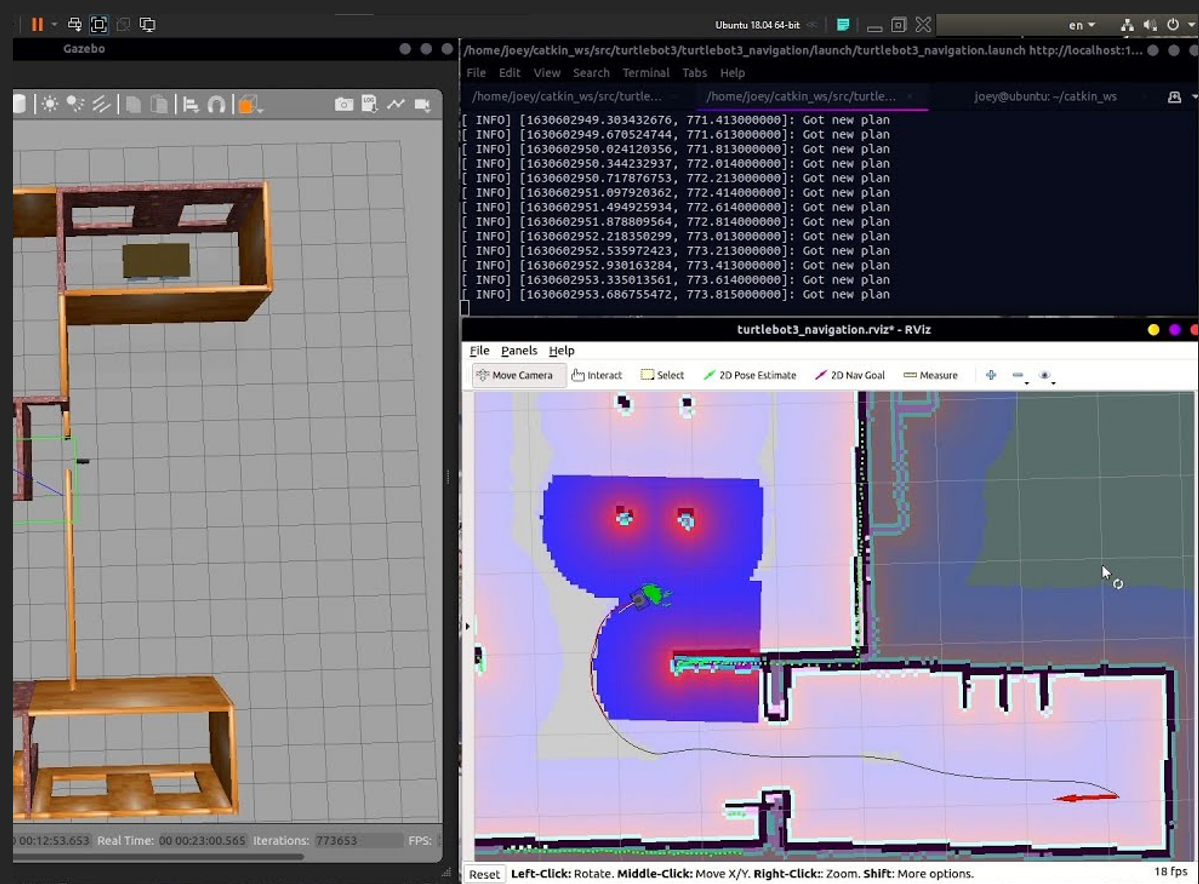 Ubuntu 18.04 64-bit
en
Gazebo
/home/joey/catkin_ws/src/turtlebot3/turtlebot3_navigation/launch/turtlebot3_navigation.launch http://localhost:1...
File Edit View Search Terminal Tabs Help
/home/joey/catkin_ws/src/turtle... /home/joey/catkin_ws/src/turtle... joey@ubuntu: ~/catkin_ws
LOG
[ INFO] [1630602949.303432676, 771.413000000]: Got new plan
[ INFO] [1630602949.670524744, 771.613000000]: Got new plan
[ INFO] [1630602950.024120356, 771.813000000]: Got new plan
[ INFO] [1630602950.344232937, 772.014000000]: Got new plan
[ INFO] [1630602950.717876753, 772.213000000]: Got new plan
[ INFO] [1630602951.097920362, 772.414000000]: Got new plan
[ INFO] [1630602951.494925934, 772.614000000]: Got new plan
[ INFO] [1630602951.878809564, 772.814000000]: Got new plan
[ INFO] [1630602952.218350299, 773.013000000]: Got new plan
[ INFO] [1630602952.535972423, 773.213000000]: Got new plan
[ INFO] [1630602952.930163284, 773.413000000]: Got new plan
[ INFO] [1630602953.335013561, 773.614000000]: Got new plan
[ INFO] [1630602953.686755472, 773.815000000]: Got new plan
turtlebot3_navigation.rviz* - RViz
File Panels Help
Move Camera Interact Select 2D Pose Estimate 2D Nav Goal Measure
00:12:53.653 Real Time: 00 00:23:00.565 Iterations: 773653 FPS:
Reset Left-Click: Rotate. Middle-Click: Move X/Y. Right-Click:: Zoom. Shift: More options. 18 fps